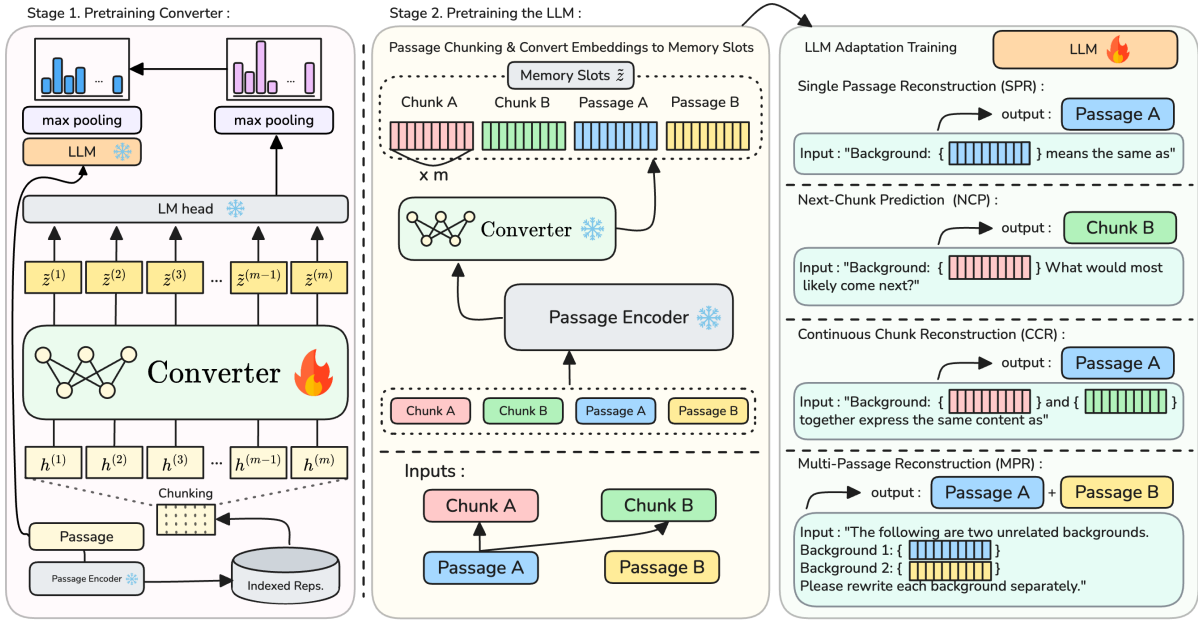 Stage 1. Pretraining Converter :
...
...
max pooling
max pooling
LLM
LM head
z̃⁽¹⁾ z̃⁽²⁾ z̃⁽³⁾ ... z̃⁽ᵐ⁻¹⁾ z̃⁽ᵐ⁾
Converter
h⁽¹⁾ h⁽²⁾ h⁽³⁾ ... h⁽ᵐ⁻¹⁾ h⁽ᵐ⁾
Chunking
Passage
Passage Encoder
Indexed Reps.
Stage 2. Pretraining the LLM :
Passage Chunking & Convert Embeddings to Memory Slots
Memory Slots z̃
Chunk A
Chunk B
Passage A
Passage B
x m
Converter
Passage Encoder
Chunk A
Chunk B
Passage A
Passage B
Inputs :
Chunk A
Chunk B
Passage A
Passage B
LLM Adaptation Training
LLM
Single Passage Reconstruction (SPR) :
output : Passage A
Input : "Background: { } means the same as"
Next-Chunk Prediction (NCP) :
output : Chunk B
Input : "Background: { } What would most
likely come next?"
Continuous Chunk Reconstruction (CCR) :
output : Passage A
Input : "Background: { } and { }
together express the same content as"
Multi-Passage Reconstruction (MPR) :
output : Passage A + Passage B
Input : "The following are two unrelated backgrounds.
Background 1: { }
Background 2: { }
Please rewrite each background separately."